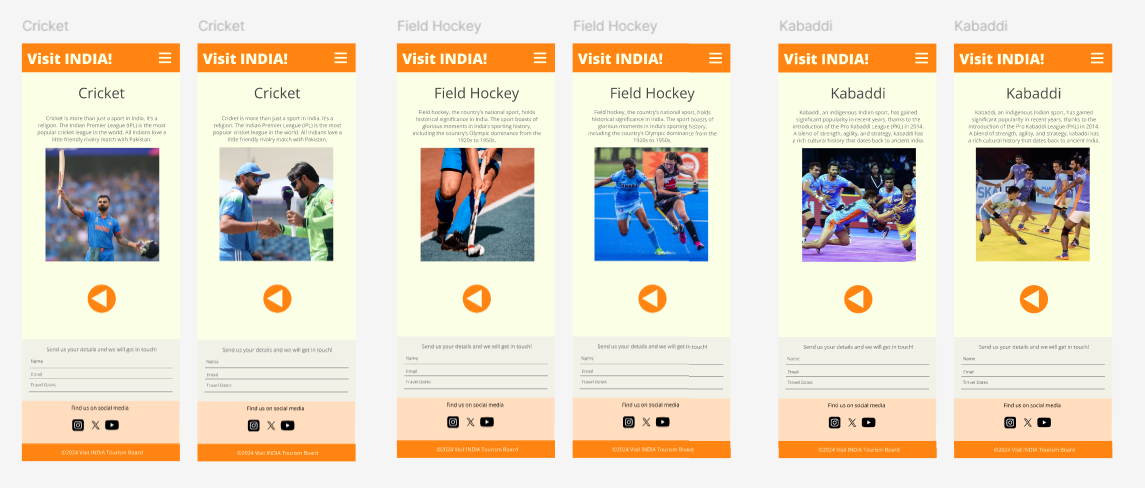 Cricket
Visit INDIA!
Cricket
Cricket is more than just a sport in India, it's a
religion. The Indian Premier League (IPL) is the most
popular cricket league in the world. All Indians love a
little friendly rivalry match with Pakistan.
Send us your details and we will get in touch!
Name
Email
Travel Dates
Find us on social media
©2024 Visit INDIA Tourism Board
Cricket
Visit INDIA!
Cricket
Cricket is more than just a sport in India, it's a
religion. The Indian Premier League (IPL) is the most
popular cricket league in the world. All Indians love a
little friendly rivalry match with Pakistan.
Send us your details and we will get in touch!
Name
Email
Travel Dates
Find us on social media
©2024 Visit INDIA Tourism Board
Field Hockey
Visit INDIA!
Field Hockey
Field hockey, the country's national sport, holds
historical significance in India. The sport boasts of
glorious moments in India's sporting history,
including the country's Olympic dominance from the
1920s to 1950s.
Send us your details and we will get in touch!
Name
Email
Travel Dates
Find us on social media
©2024 Visit INDIA Tourism Board
Field Hockey
Visit INDIA!
Field Hockey
Field hockey, the country's national sport, holds
historical significance in India. The sport boasts of
glorious moments in India's sporting history,
including the country's Olympic dominance from the
1920s to 1950s.
Send us your details and we will get in touch!
Name
Email
Travel Dates
Find us on social media
©2024 Visit INDIA Tourism Board
Kabaddi
Visit INDIA!
Kabaddi
Kabaddi, an indigenous Indian sport, has gained
significant popularity in recent years, thanks to the
introduction of the Pro Kabaddi League (PKL) in 2014.
A blend of strength, agility, and strategy, kabaddi has
a rich cultural history that dates back to ancient India.
Send us your details and we will get in touch!
Name
Email
Travel Dates
Find us on social media
©2024 Visit INDIA Tourism Board
Kabaddi
Visit INDIA!
Kabaddi
Kabaddi, an indigenous Indian sport, has gained
significant popularity in recent years, thanks to the
introduction of the Pro Kabaddi League (PKL) in 2014.
A blend of strength, agility, and strategy, kabaddi has
a rich cultural history that dates back to ancient India.
Send us your details and we will get in touch!
Name
Email
Travel Dates
Find us on social media
©2024 Visit INDIA Tourism Board